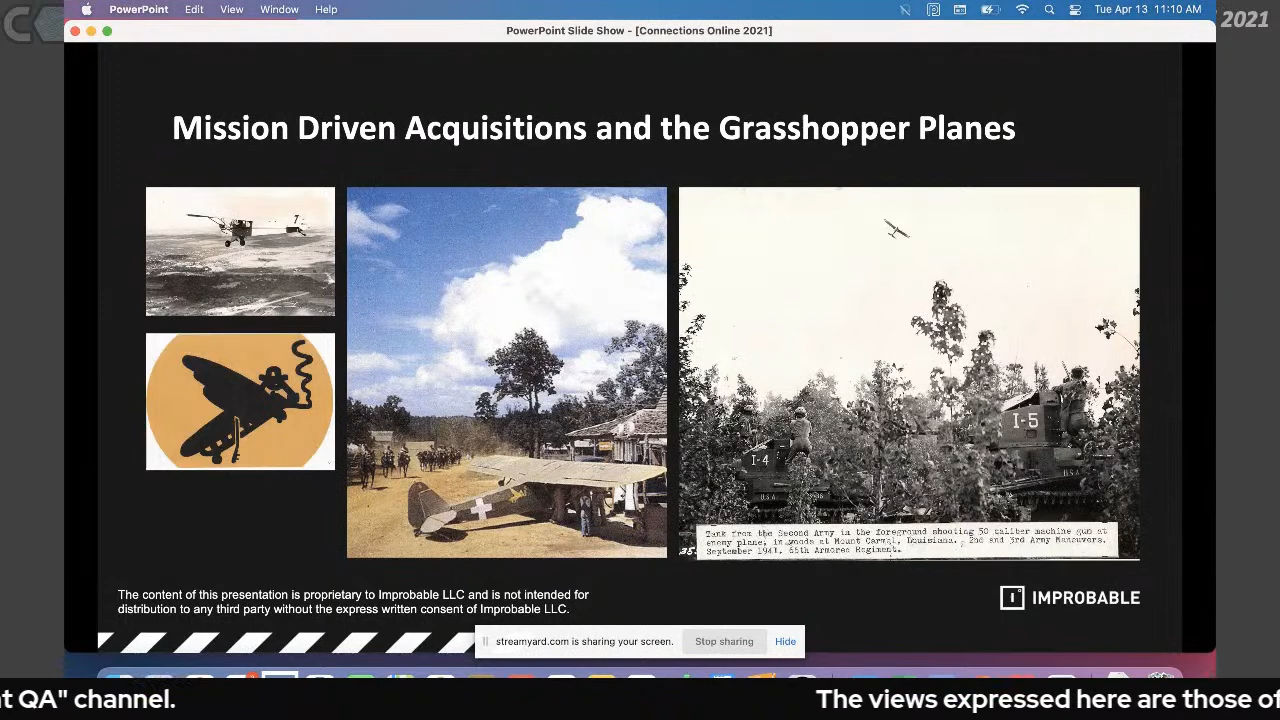 PowerPoint Edit View Window Help Tue Apr 13 11:10 AM
2021
PowerPoint Slide Show - [Connections Online 2021]
Mission Driven Acquisitions and the Grasshopper Planes
7
I-5
I-4
USA
USA
Tank from the Second Army in the foreground shooting 50 caliber machine gun at
enemy plane, in woods at Mount Carmel, Louisiana. 2nd and 3rd Army Maneuvers.
September 1941. 68th Armored Regiment.
The content of this presentation is proprietary to Improbable LLC and is not intended for
distribution to any third party without the express written consent of Improbable LLC.
IMPROBABLE
streamyard.com is sharing your screen. Stop sharing Hide
t QA" channel. The views expressed here are those of